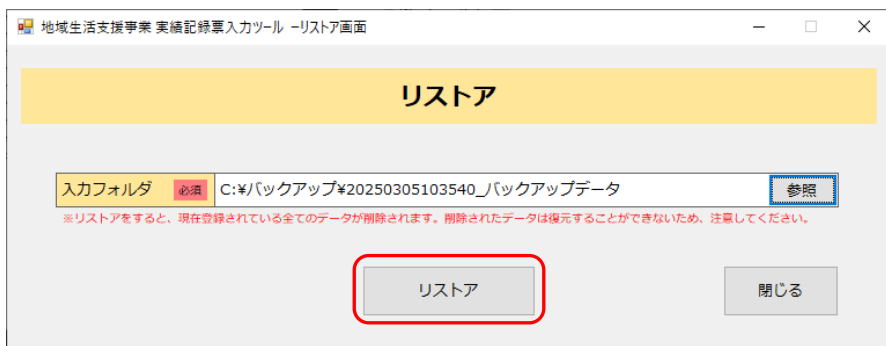 地域生活支援事業 実績記録票入力ツール －リストア画面
リストア
入力フォルダ 必須 C:¥バックアップ¥20250305103540_バックアップデータ 参照
※リストアをすると、現在登録されている全てのデータが削除されます。削除されたデータは復元することができないため、注意してください。
リストア 閉じる